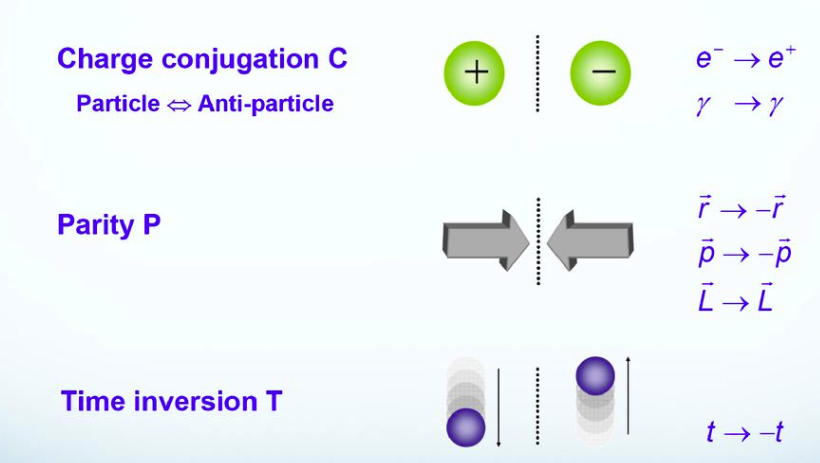 Charge conjugation C
Particle ⇔ Anti-particle
+ −
e⁻ → e⁺
γ → γ
Parity P
r⃗ → −r⃗
p⃗ → −p⃗
L⃗ → L⃗
Time inversion T
t → −t